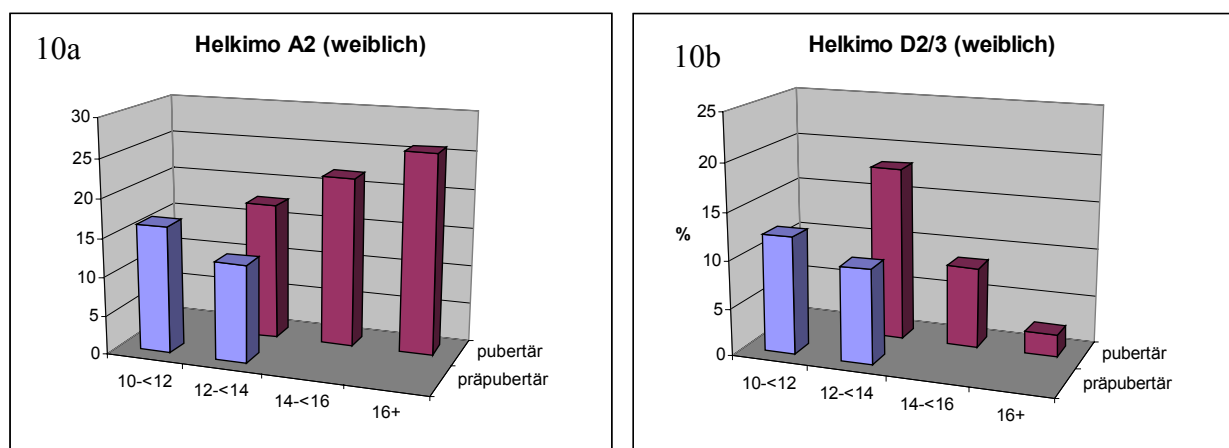 10a
Helkimo A2 (weiblich)
30
25
20
15
10
5
0
10-<12
12-<14
14-<16
16+
pubertär
präpubertär
10b
Helkimo D2/3 (weiblich)
25
20
15
%
10
5
0
10-<12
12-<14
14-<16
16+
pubertär
präpubertär